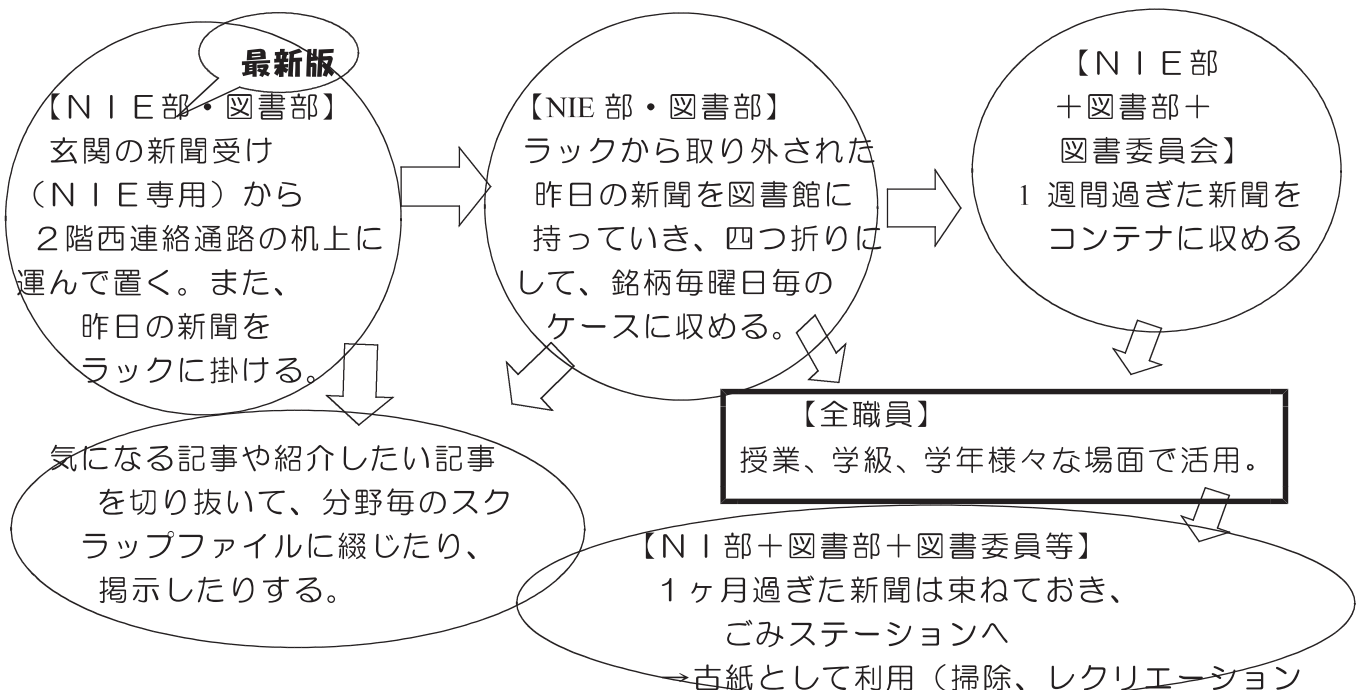 最新版
【ＮＩＥ部・図書部】
玄関の新聞受け
（ＮＩＥ専用）から
２階西連絡通路の机上に
運んで置く。また、
昨日の新聞を
ラックに掛ける。
【NIE 部・図書部】
ラックから取り外された
昨日の新聞を図書館に
持っていき、四つ折りに
して、銘柄毎曜日毎の
ケースに収める。
【ＮＩＥ部
＋図書部＋
図書委員会】
1 週間過ぎた新聞を
コンテナに収める
気になる記事や紹介したい記事
を切り抜いて、分野毎のスク
ラップファイルに綴じたり、
掲示したりする。
【全職員】
授業、学級、学年様々な場面で活用。
【ＮＩ部＋図書部＋図書委員等】
１ヶ月過ぎた新聞は束ねておき、
ごみステーションへ
→古紙として利用（掃除、レクリエーション